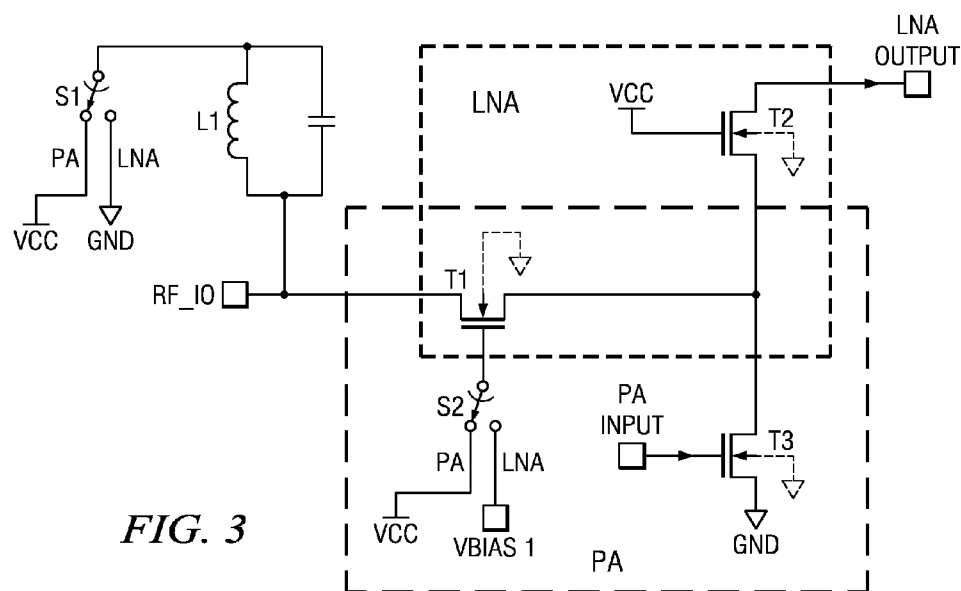 LNA
OUTPUT
S1
L1
LNA
VCC
T2
PA
LNA
VCC
GND
T1
RF_IO
S2
PA
INPUT
T3
PA
LNA
VCC
VBIAS 1
GND
PA
FIG. 3